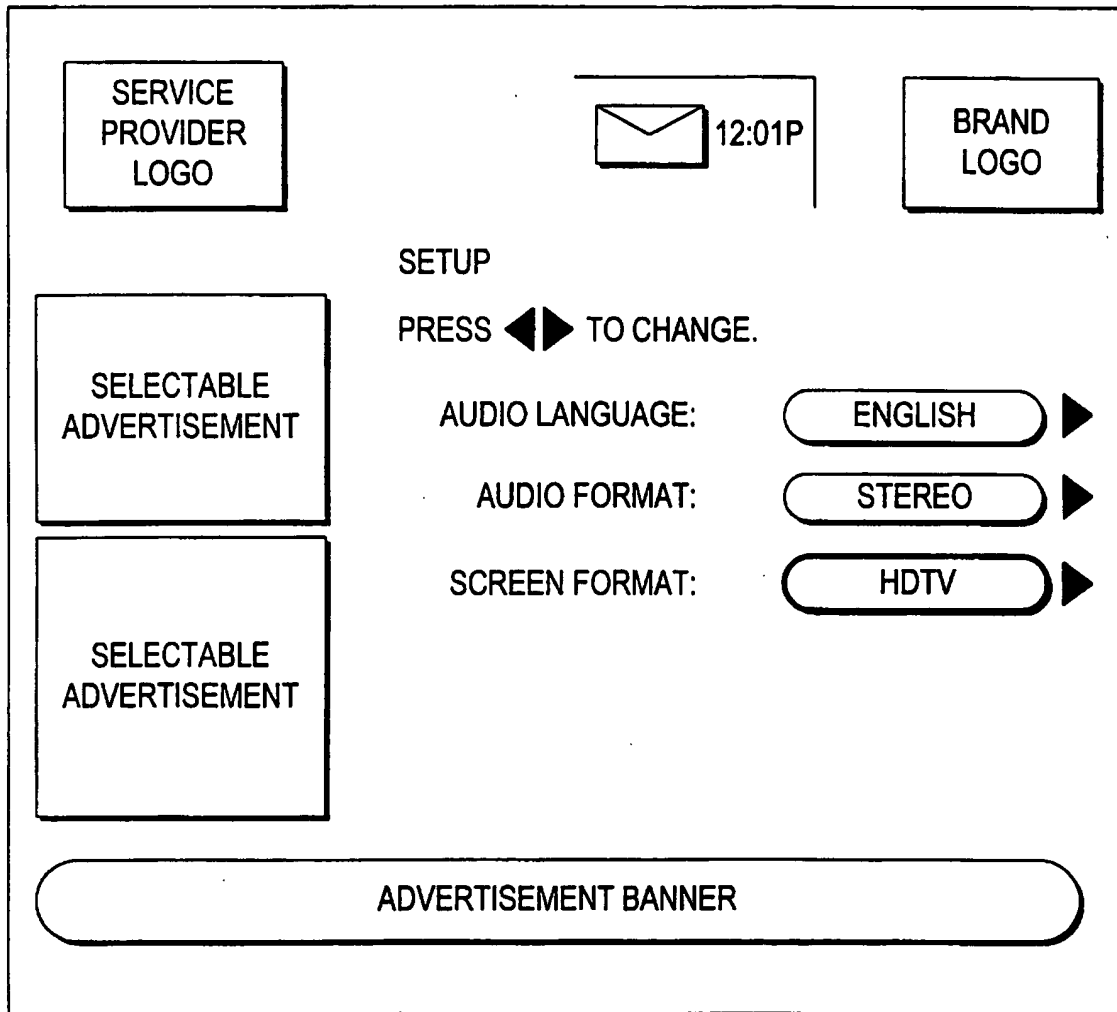 SERVICE
PROVIDER
LOGO
12:01P
BRAND
LOGO
SETUP
PRESS ◀▶ TO CHANGE.
SELECTABLE
ADVERTISEMENT
AUDIO LANGUAGE: ENGLISH ▶
AUDIO FORMAT: STEREO ▶
SCREEN FORMAT: HDTV ▶
SELECTABLE
ADVERTISEMENT
ADVERTISEMENT BANNER